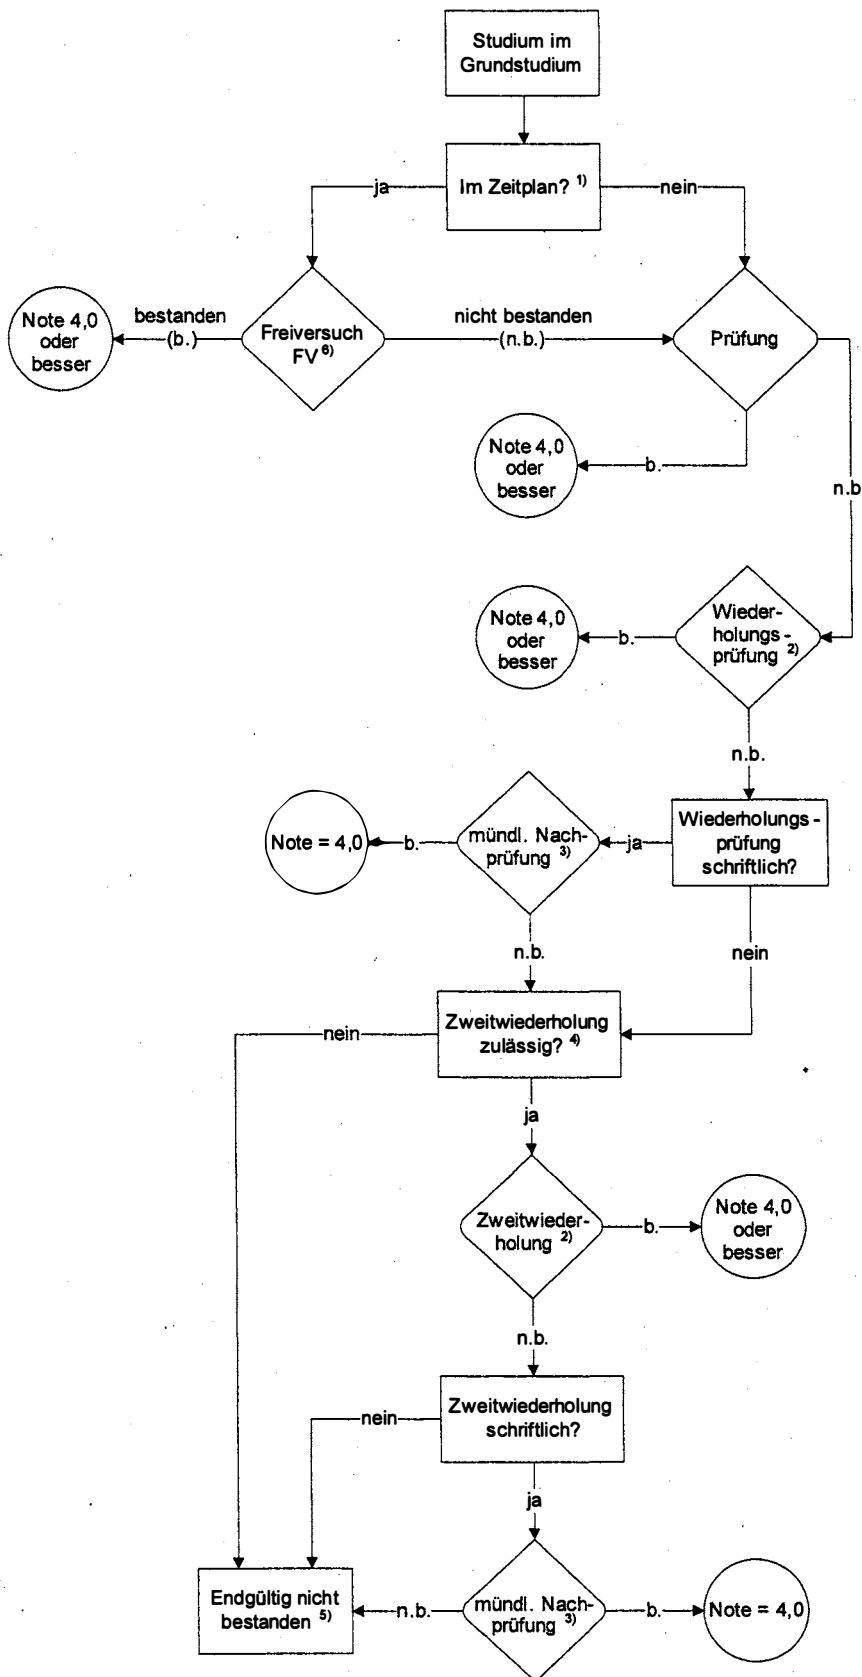 Studium im
Grundstudium
Im Zeitplan? 1)
ja
nein
Note 4,0
oder
besser
bestanden
(b.)
Freiversuch
FV 6)
nicht bestanden
(n.b.)
Prüfung
Note 4,0
oder
besser
b.
n.b
Note 4,0
oder
besser
b.
Wieder-
holungs-
prüfung 2)
n.b.
Note = 4,0
b.
mündl. Nach-
prüfung 3)
ja
Wiederholungs-
prüfung
schriftlich?
n.b.
nein
nein
Zweitwiederholung
zulässig? 4)
ja
Zweitwieder-
holung 2)
b.
Note 4,0
oder
besser
n.b.
nein
Zweitwiederholung
schriftlich?
ja
Endgültig nicht
bestanden 5)
n.b.
mündl. Nach-
prüfung 3)
b.
Note = 4,0